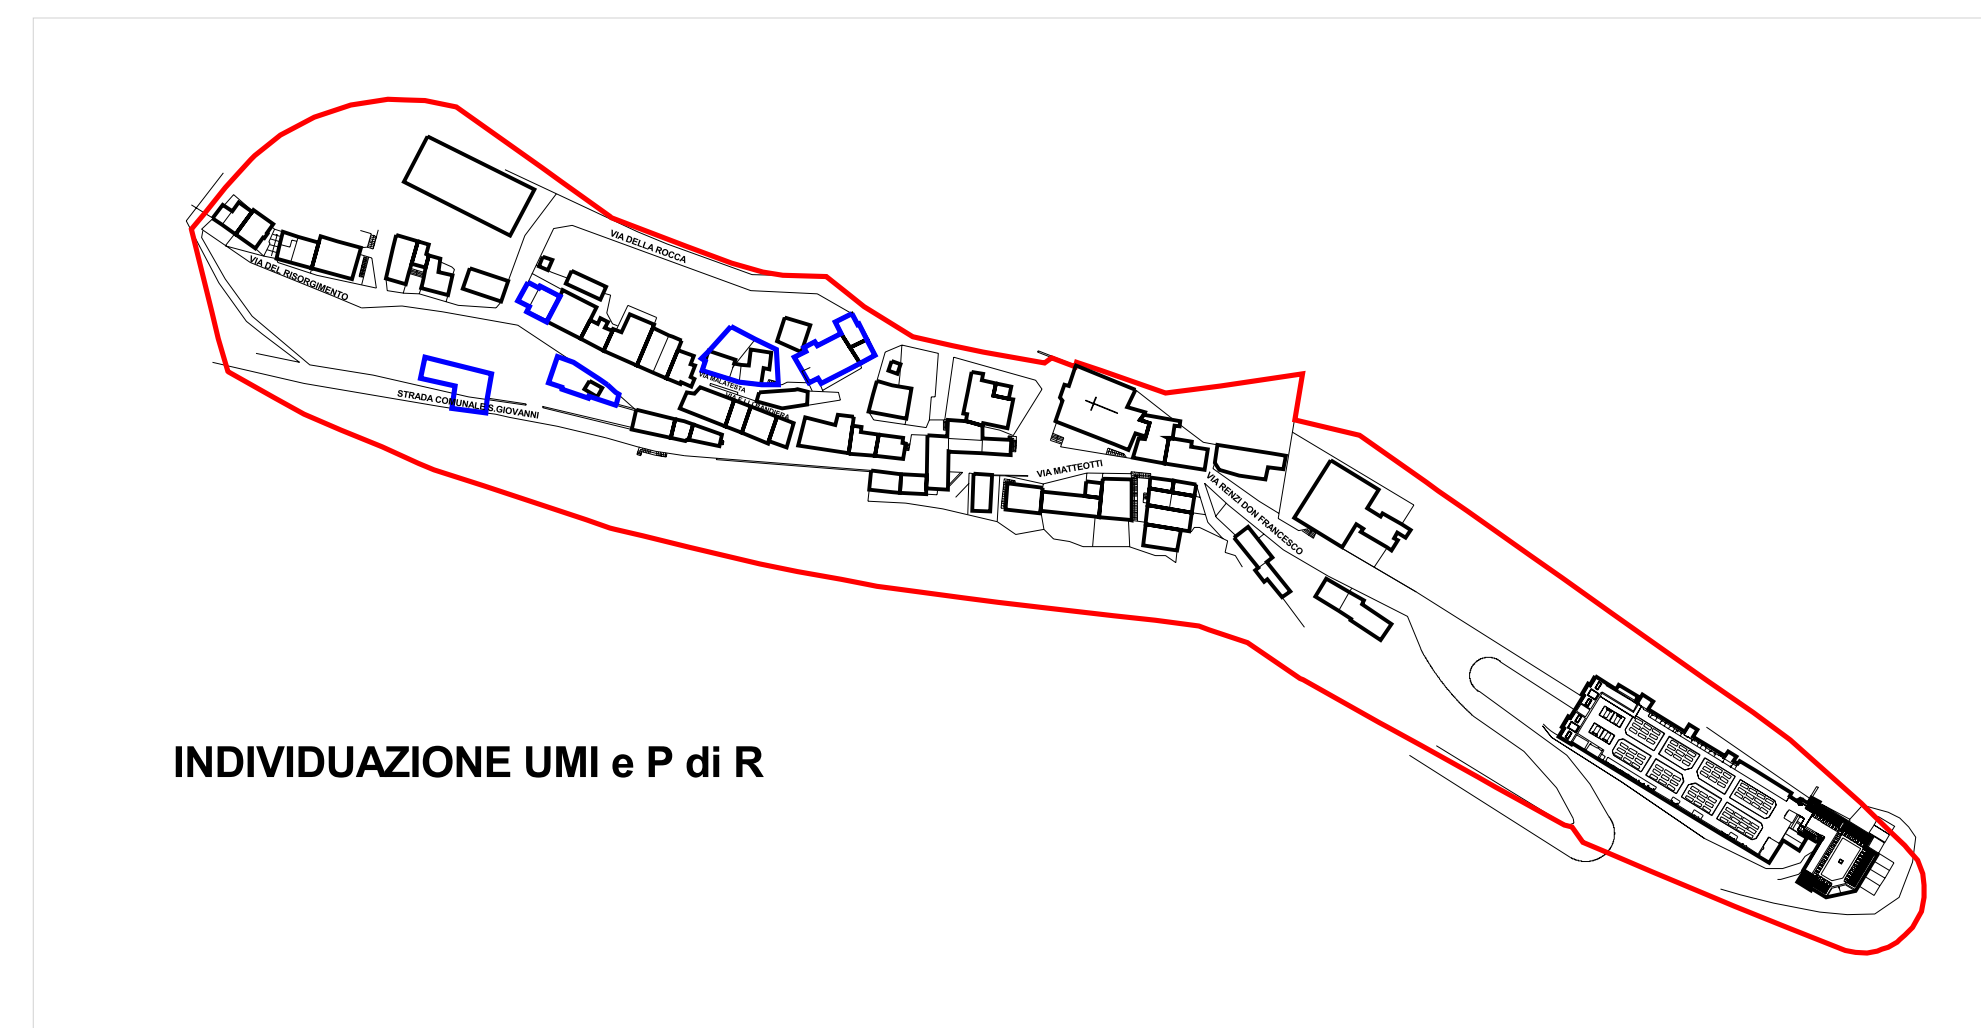 VIA DELLA ROCCA
VIA DEL RISORGIMENTO
VIA MALATESTA
STRADA COMUNALE S.GIOVANNI
VIA MATTEOTTI
VIA RENZI DON FRANCESCO
INDIVIDUAZIONE UMI e P di R